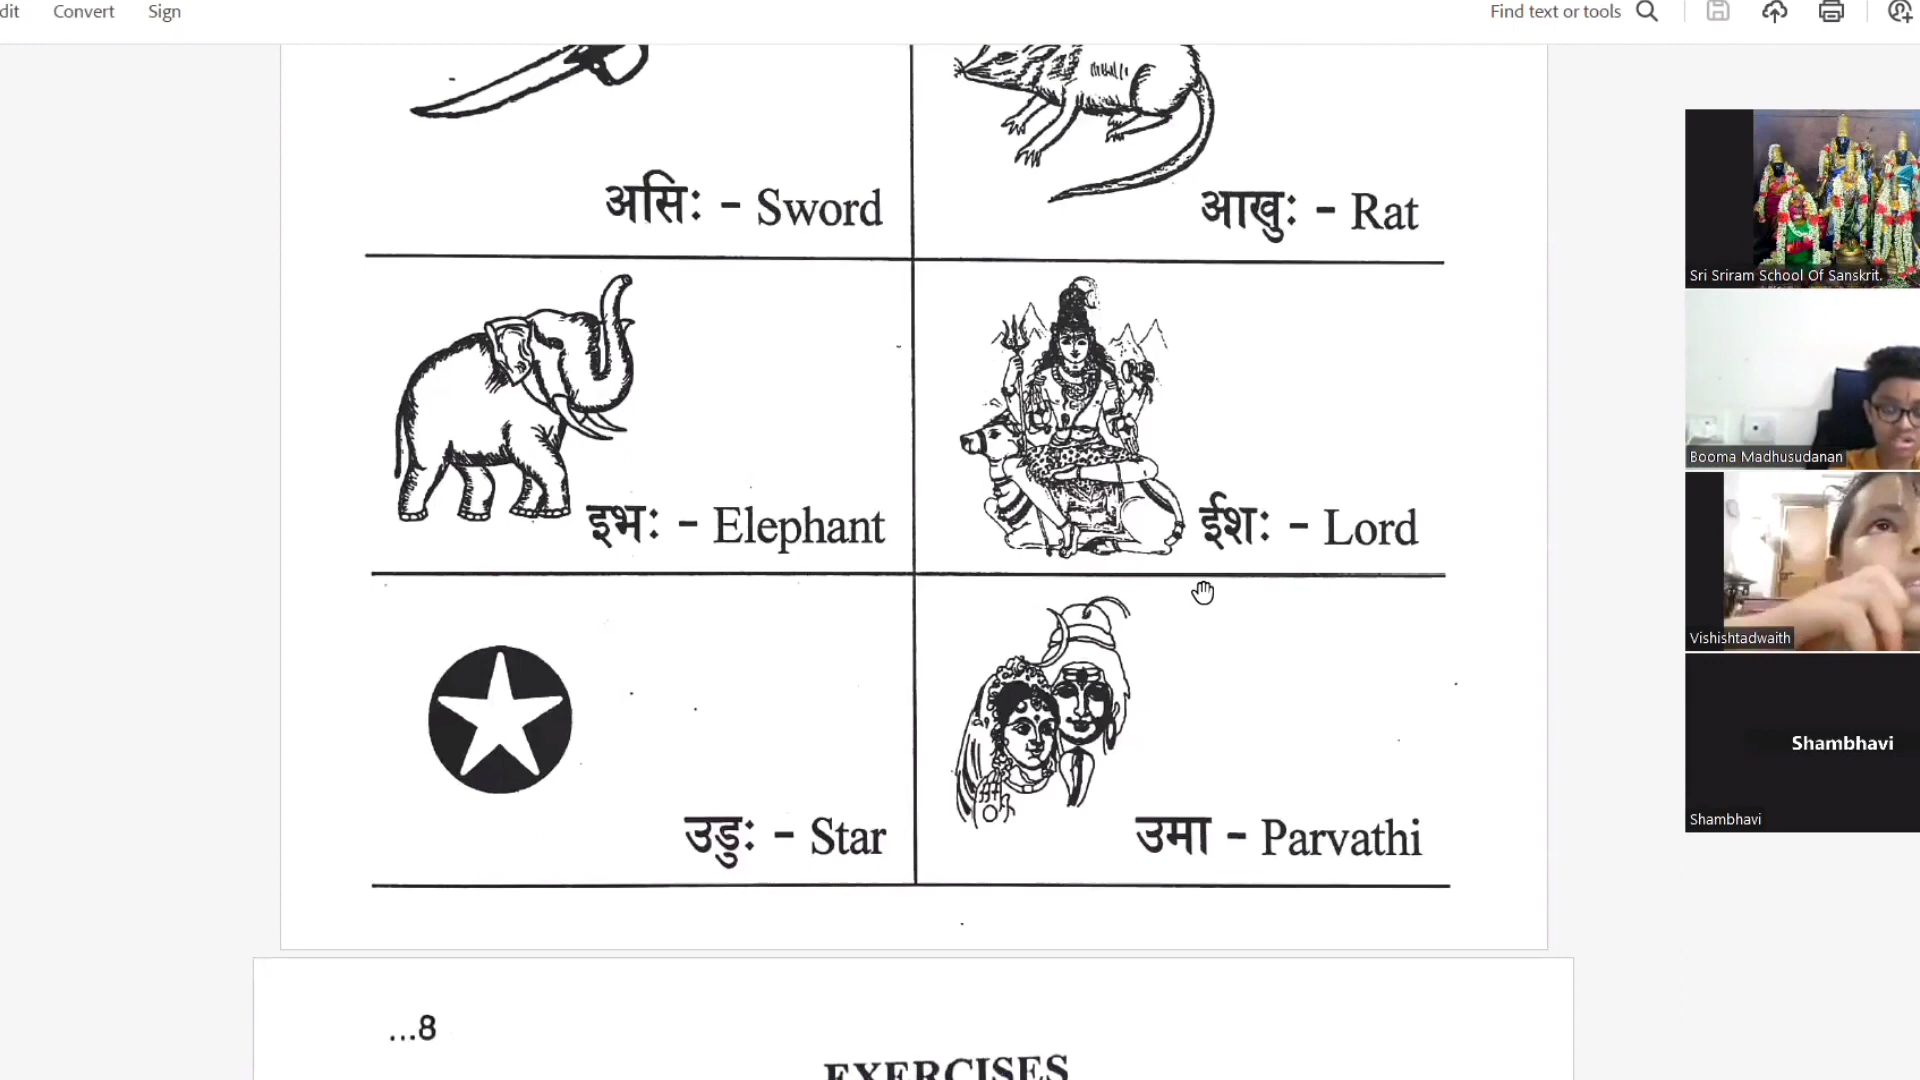 Convert
Sign
Find text or tools
असिः - Sword
आखुः - Rat
इभः - Elephant
ईशः - Lord
उडुः - Star
उमा - Parvathi
...8
EXERCISES
Sri Sriram School Of Sanskrit.
Booma Madhusudanan
Vishishtadwaith
Shambhavi
Shambhavi